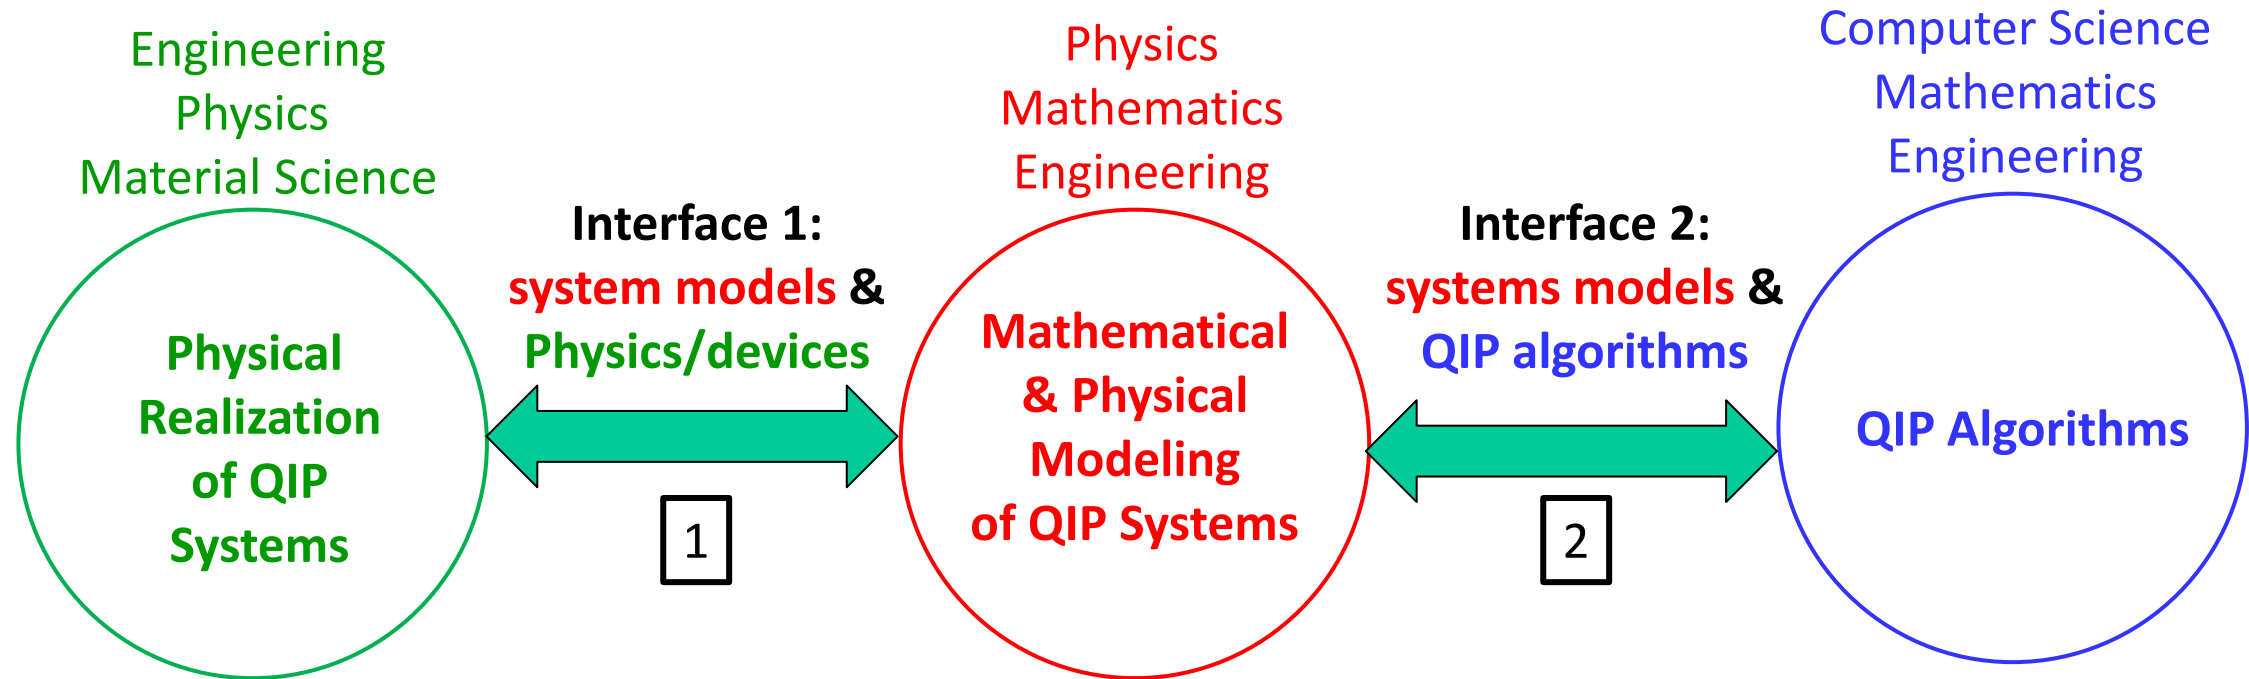 Engineering
Physics
Material Science
Physical
Realization
of QIP
Systems
Interface 1:
system models &
Physics/devices
1
Physics
Mathematics
Engineering
Mathematical
& Physical
Modeling
of QIP Systems
Interface 2:
systems models &
QIP algorithms
2
Computer Science
Mathematics
Engineering
QIP Algorithms